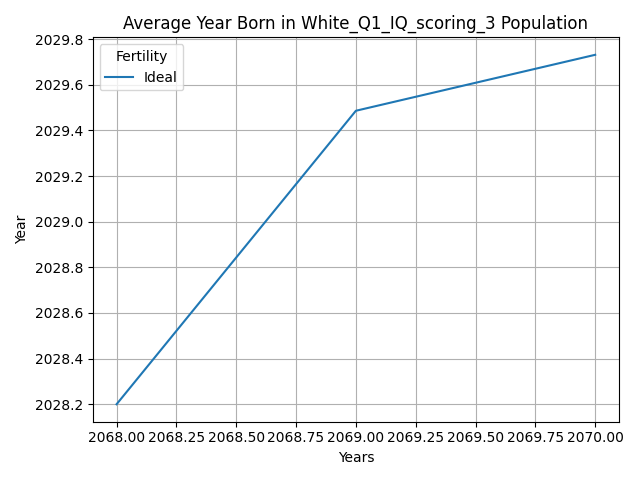 Average Year Born in White_Q1_IQ_scoring_3 Population
2029.8
2029.6
2029.4
2029.2
2029.0
2028.8
2028.6
2028.4
2028.2
Year
Fertility
Ideal
2068.00 2068.25 2068.50 2068.75 2069.00 2069.25 2069.50 2069.75 2070.00
Years